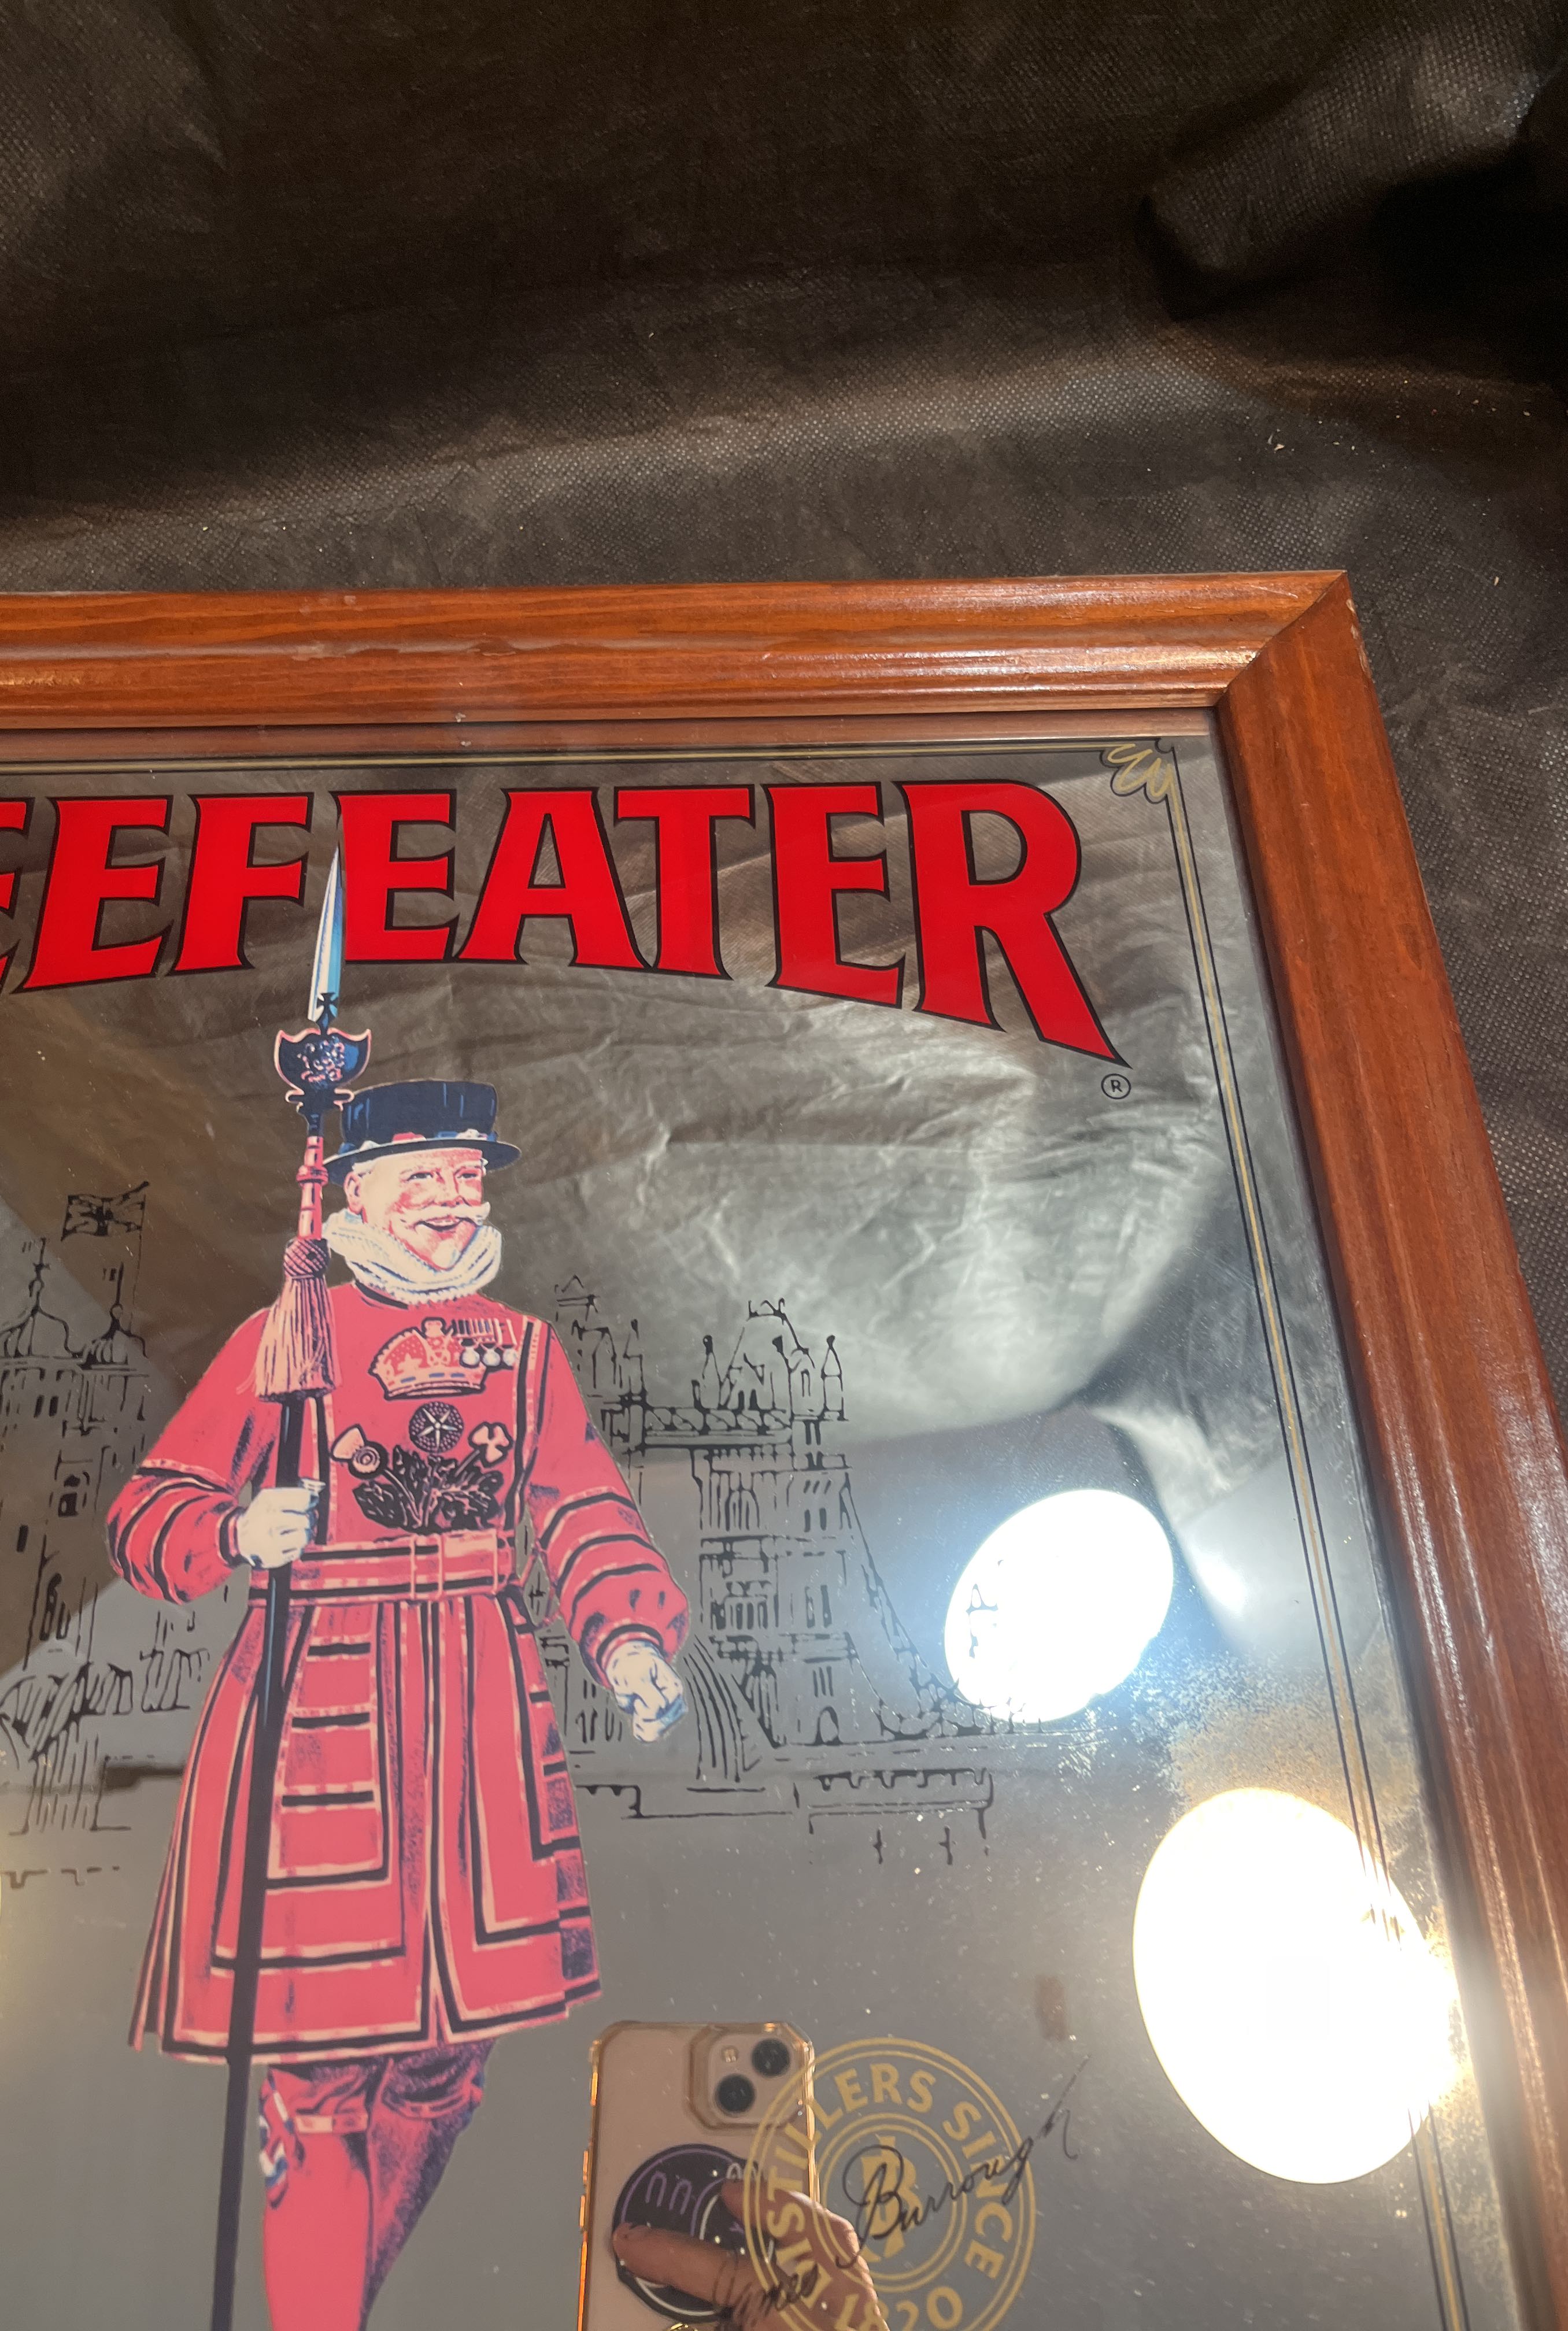 EEFEATER
®
DISTILLERS SINCE 1820
James Burrough